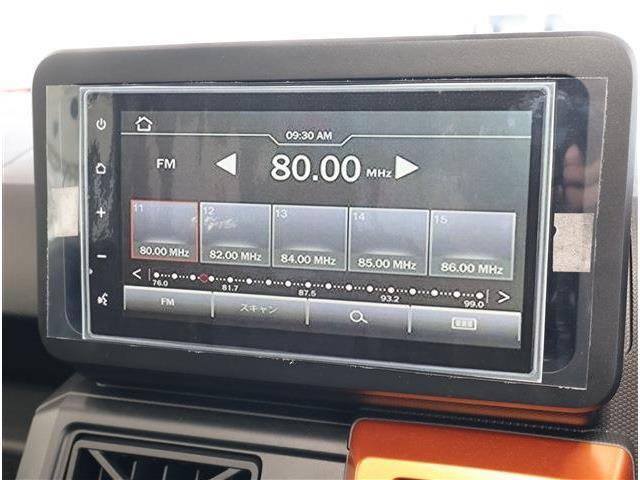 09:30 AM
FM 80.00 MHz
11 12 13 14 15
80.00 MHz 82.00 MHz 84.00 MHz 85.00 MHz 86.00 MHz
76.0 81.7 87.5 93.2 99.0
FM スキャン